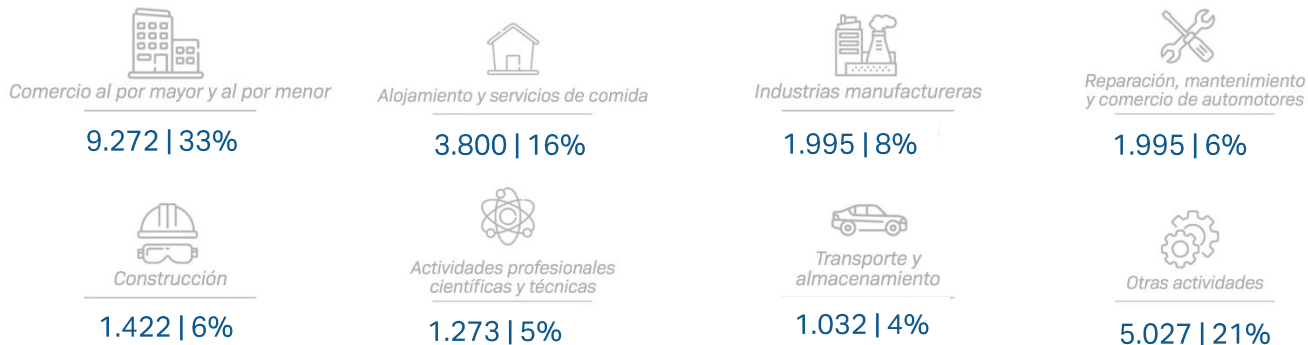 Comercio al por mayor y al por menor
9.272 | 33%
Alojamiento y servicios de comida
3.800 | 16%
Industrias manufactureras
1.995 | 8%
Reparación, mantenimiento
y comercio de automotores
1.995 | 6%
Construcción
1.422 | 6%
Actividades profesionales
científicas y técnicas
1.273 | 5%
Transporte y
almacenamiento
1.032 | 4%
Otras actividades
5.027 | 21%